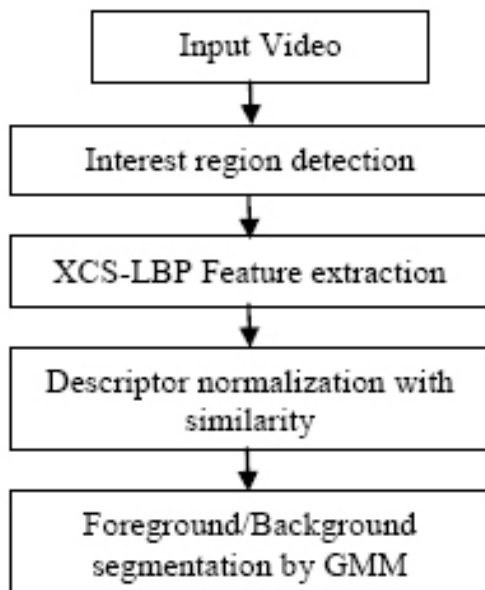 Input Video
Interest region detection
XCS-LBP Feature extraction
Descriptor normalization with
similarity
Foreground/Background
segmentation by GMM